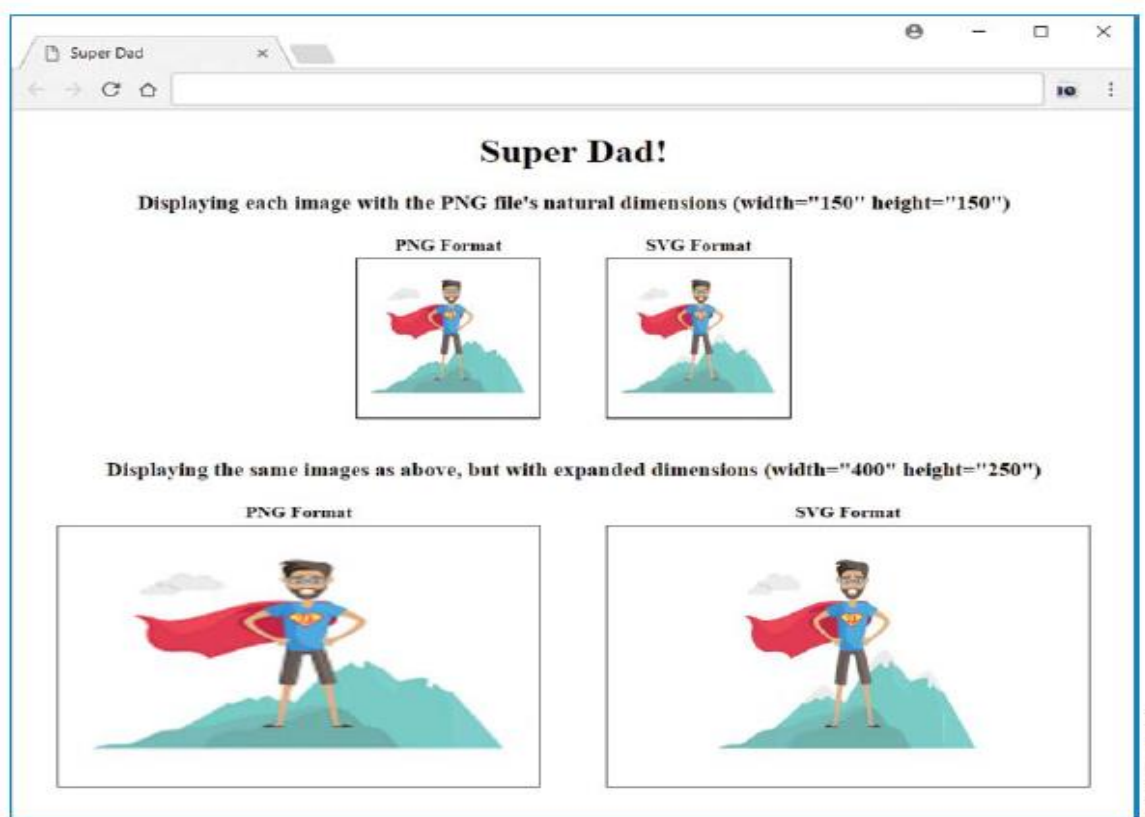 Super Dad
Super Dad!
Displaying each image with the PNG file's natural dimensions (width="150" height="150")
PNG Format
SVG Format
Displaying the same images as above, but with expanded dimensions (width="400" height="250")
PNG Format
SVG Format